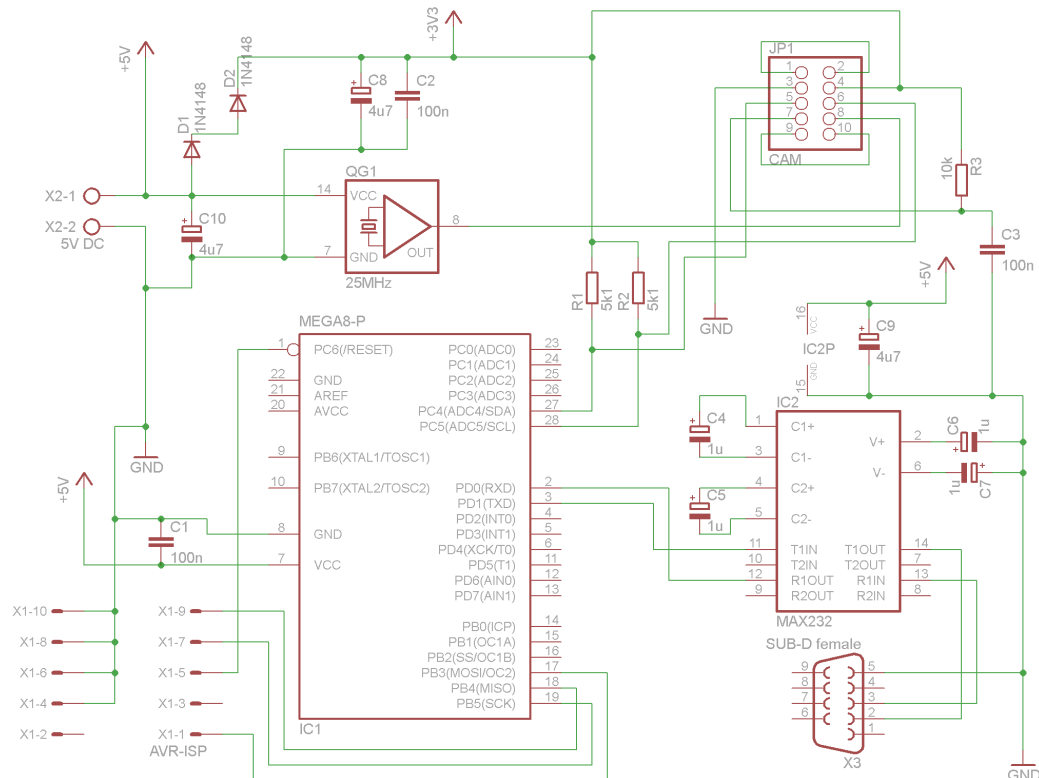 +5V
D2
1N4148
+3V3
C8
4u7
C2
100n
D1
1N4148
JP1
1 2
3 4
5 6
7 8
9 10
CAM
10k
R3
X2-1
X2-2
5V DC
C10
4u7
QG1
14 VCC
7 GND
OUT 8
25MHz
R1
5k1
R2
5k1
GND
C3
100n
+5V
16
VCC
IC2P
GND
15
C9
4u7
MEGA8-P
1 PC6(/RESET)
22 GND
21 AREF
20 AVCC
9 PB6(XTAL1/TOSC1)
10 PB7(XTAL2/TOSC2)
8 GND
7 VCC
PC0(ADC0) 23
PC1(ADC1) 24
PC2(ADC2) 25
PC3(ADC3) 26
PC4(ADC4/SDA) 27
PC5(ADC5/SCL) 28
PD0(RXD) 2
PD1(TXD) 3
PD2(INT0) 4
PD3(INT1) 5
PD4(XCK/T0) 6
PD5(T1) 11
PD6(AIN0) 12
PD7(AIN1) 13
PB0(ICP) 14
PB1(OC1A) 15
PB2(SS/OC1B) 16
PB3(MOSI/OC2) 17
PB4(MISO) 18
PB5(SCK) 19
IC1
GND
+5V
C1
100n
X1-10
X1-8
X1-6
X1-4
X1-2
X1-9
X1-7
X1-5
X1-3
X1-1
AVR-ISP
C4
1u
C5
1u
IC2
1 C1+
3 C1-
4 C2+
5 C2-
11 T1IN
10 T2IN
12 R1OUT
9 R2OUT
V+ 2
V- 6
T1OUT 14
T2OUT 7
R1IN 13
R2IN 8
MAX232
C6
1u
1u
C7
SUB-D female
9
8
7
6
5
4
3
2
1
X3
GND